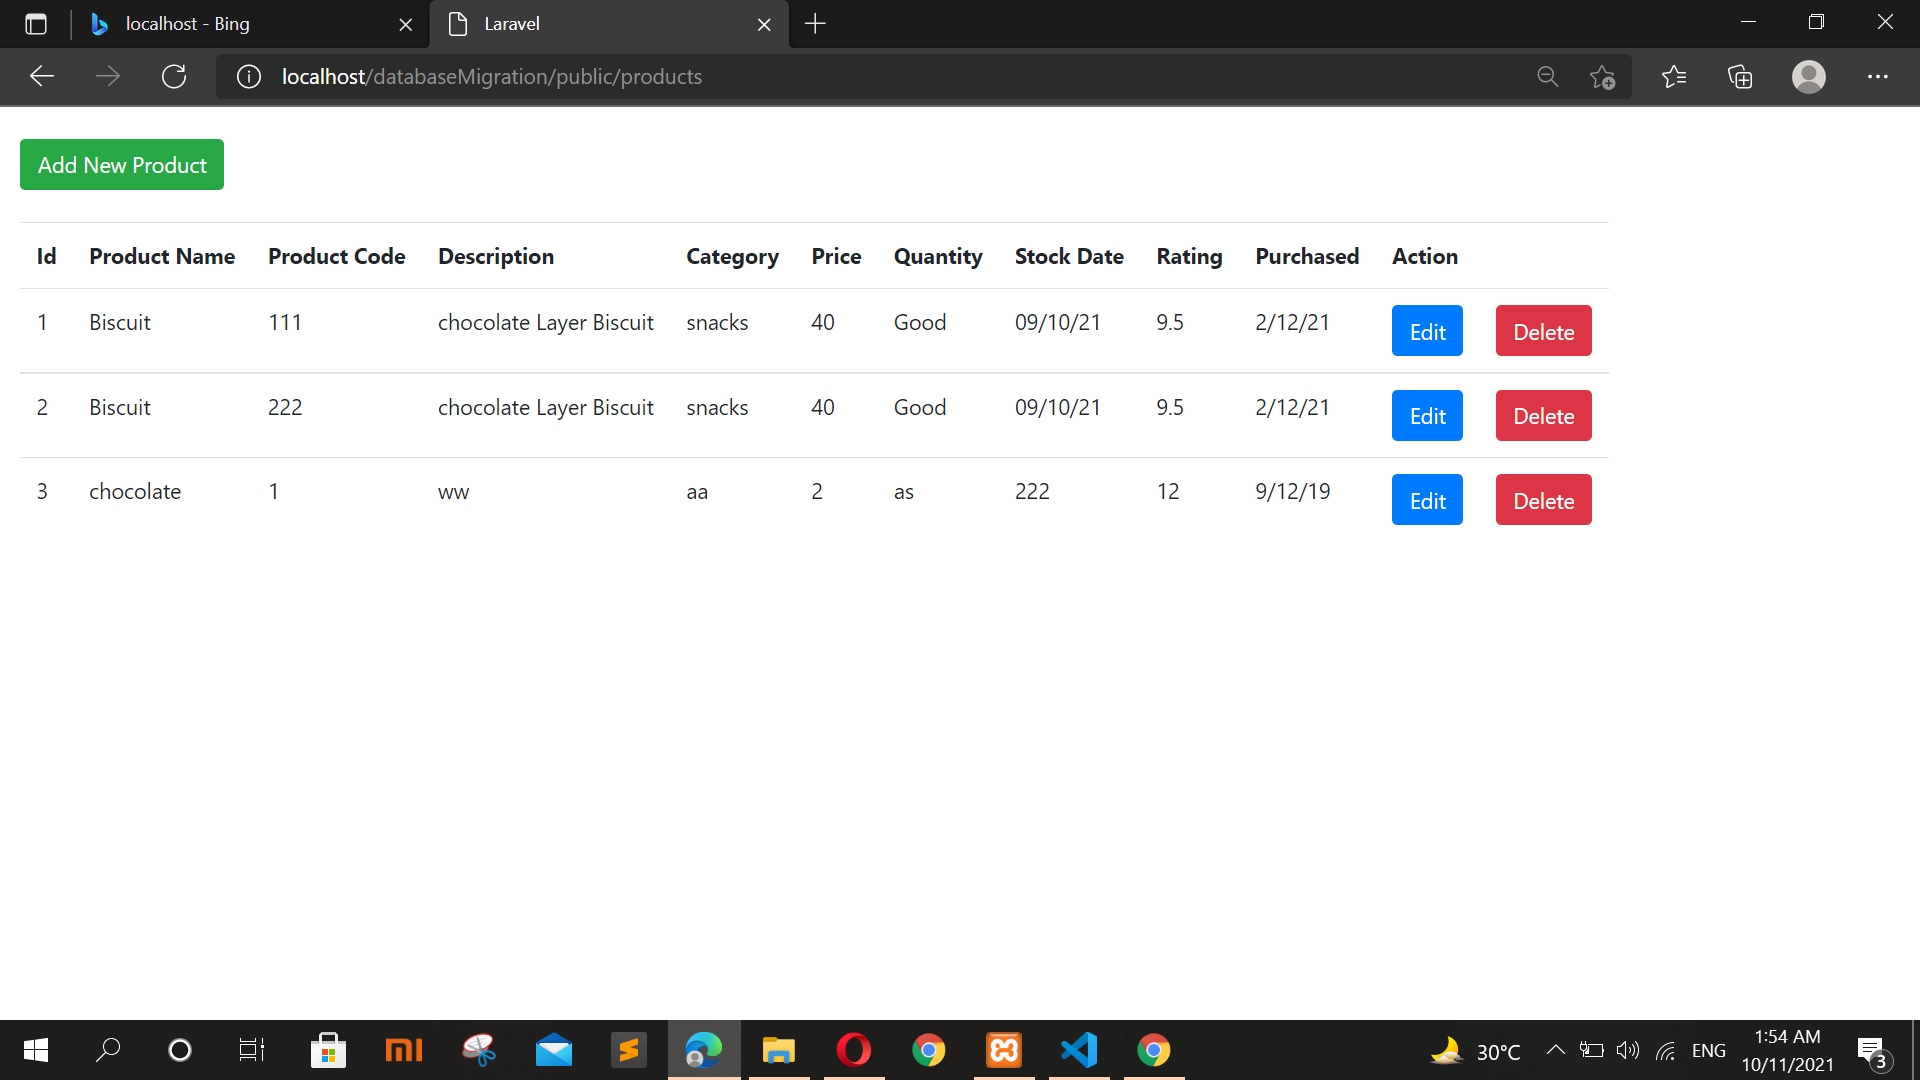 localhost - Bing
Laravel
localhost/databaseMigration/public/products
Add New Product
Id Product Name Product Code Description Category Price Quantity Stock Date Rating Purchased Action
1 Biscuit 111 chocolate Layer Biscuit snacks 40 Good 09/10/21 9.5 2/12/21 Edit Delete
2 Biscuit 222 chocolate Layer Biscuit snacks 40 Good 09/10/21 9.5 2/12/21 Edit Delete
3 chocolate 1 ww aa 2 as 222 12 9/12/19 Edit Delete
30°C
ENG
1:54 AM
10/11/2021
3